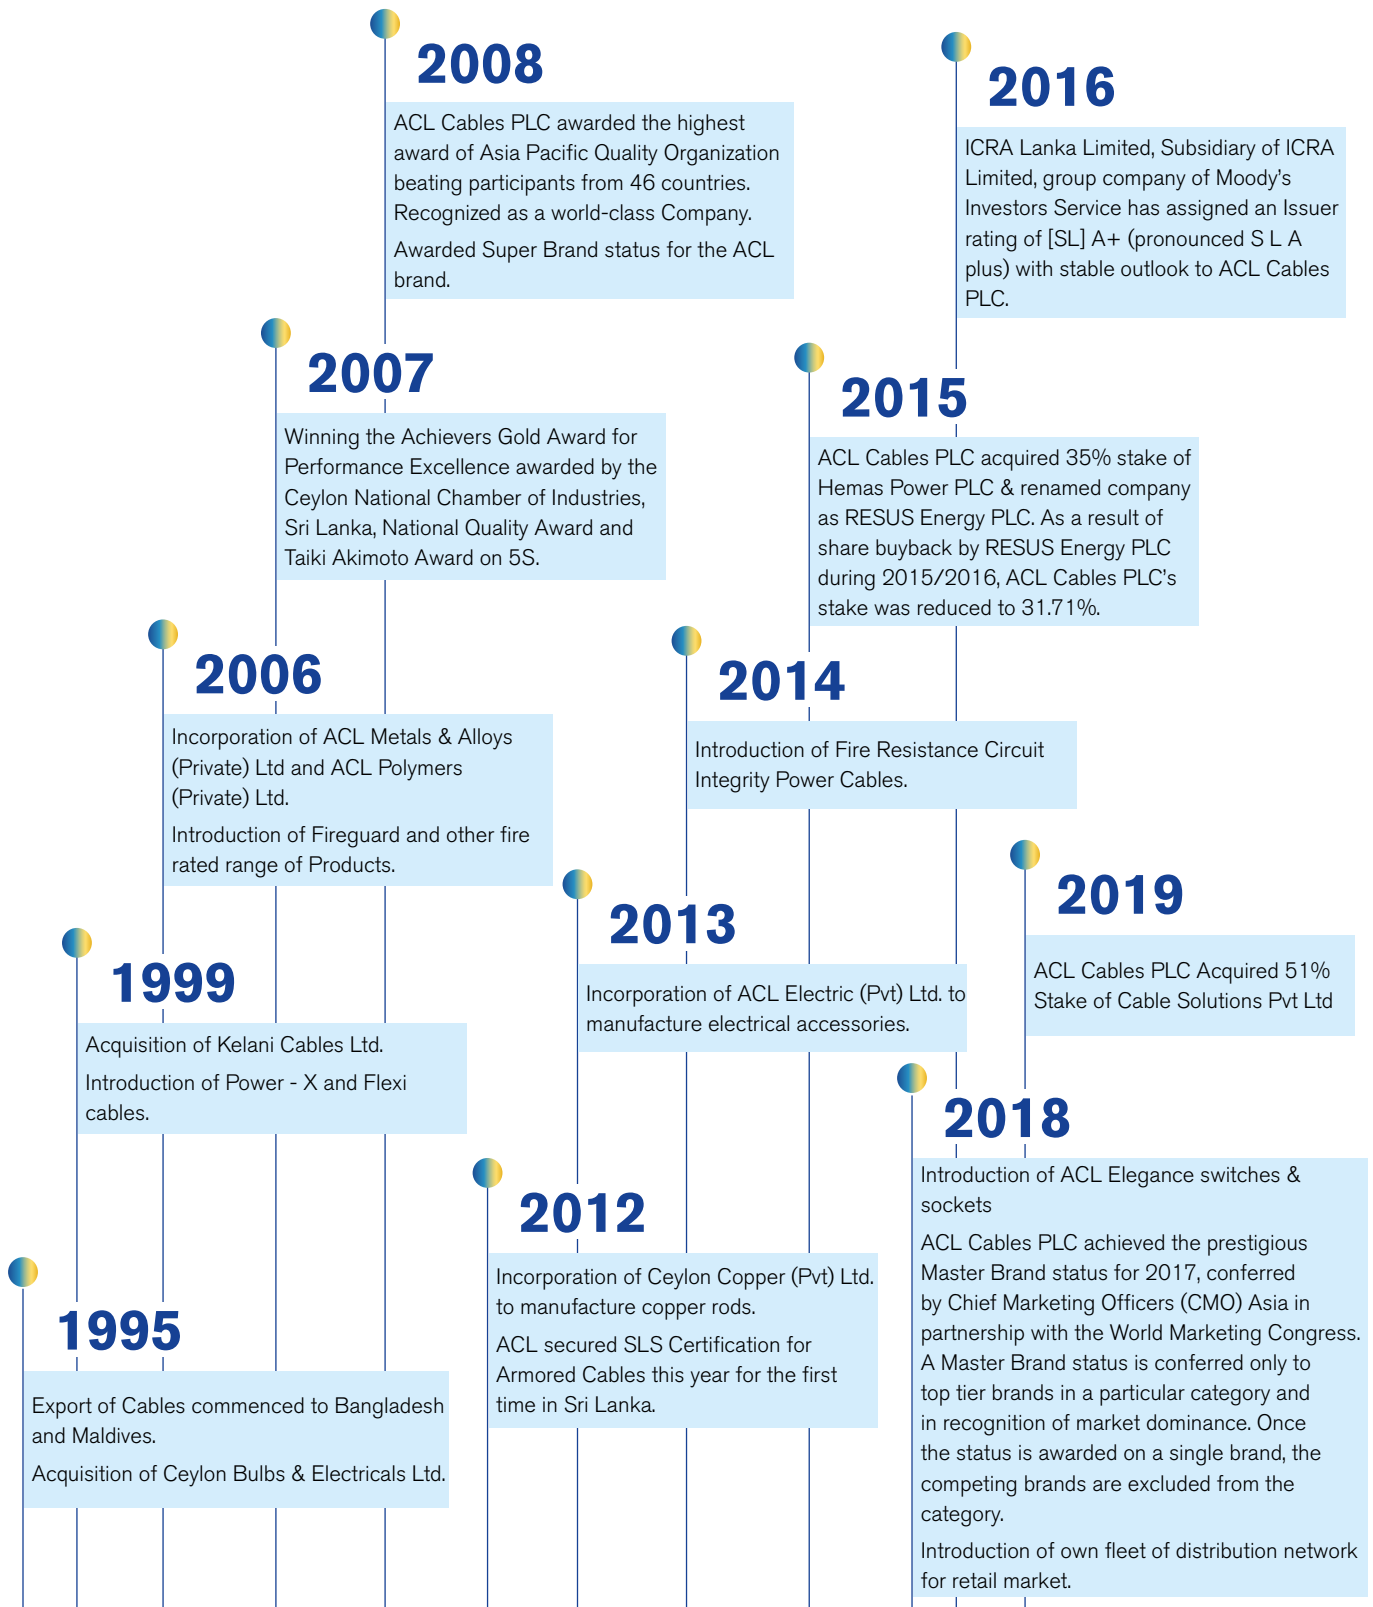 2008
ACL Cables PLC awarded the highest
award of Asia Pacific Quality Organization
beating participants from 46 countries.
Recognized as a world-class Company.
Awarded Super Brand status for the ACL
brand.
2007
Winning the Achievers Gold Award for
Performance Excellence awarded by the
Ceylon National Chamber of Industries,
Sri Lanka, National Quality Award and
Taiki Akimoto Award on 5S.
2006
Incorporation of ACL Metals & Alloys
(Private) Ltd and ACL Polymers
(Private) Ltd.
Introduction of Fireguard and other fire
rated range of Products.
1999
Acquisition of Kelani Cables Ltd.
Introduction of Power - X and Flexi
cables.
1995
Export of Cables commenced to Bangladesh
and Maldives.
Acquisition of Ceylon Bulbs & Electricals Ltd.
2016
ICRA Lanka Limited, Subsidiary of ICRA
Limited, group company of Moody's
Investors Service has assigned an Issuer
rating of [SL] A+ (pronounced S L A
plus) with stable outlook to ACL Cables
PLC.
2015
ACL Cables PLC acquired 35% stake of
Hemas Power PLC & renamed company
as RESUS Energy PLC. As a result of
share buyback by RESUS Energy PLC
during 2015/2016, ACL Cables PLC's
stake was reduced to 31.71%.
2014
Introduction of Fire Resistance Circuit
Integrity Power Cables.
2013
Incorporation of ACL Electric (Pvt) Ltd. to
manufacture electrical accessories.
2012
Incorporation of Ceylon Copper (Pvt) Ltd.
to manufacture copper rods.
ACL secured SLS Certification for
Armored Cables this year for the first
time in Sri Lanka.
2019
ACL Cables PLC Acquired 51%
Stake of Cable Solutions Pvt Ltd
2018
Introduction of ACL Elegance switches &
sockets
ACL Cables PLC achieved the prestigious
Master Brand status for 2017, conferred
by Chief Marketing Officers (CMO) Asia in
partnership with the World Marketing Congress.
A Master Brand status is conferred only to
top tier brands in a particular category and
in recognition of market dominance. Once
the status is awarded on a single brand, the
competing brands are excluded from the
category.
Introduction of own fleet of distribution network
for retail market.